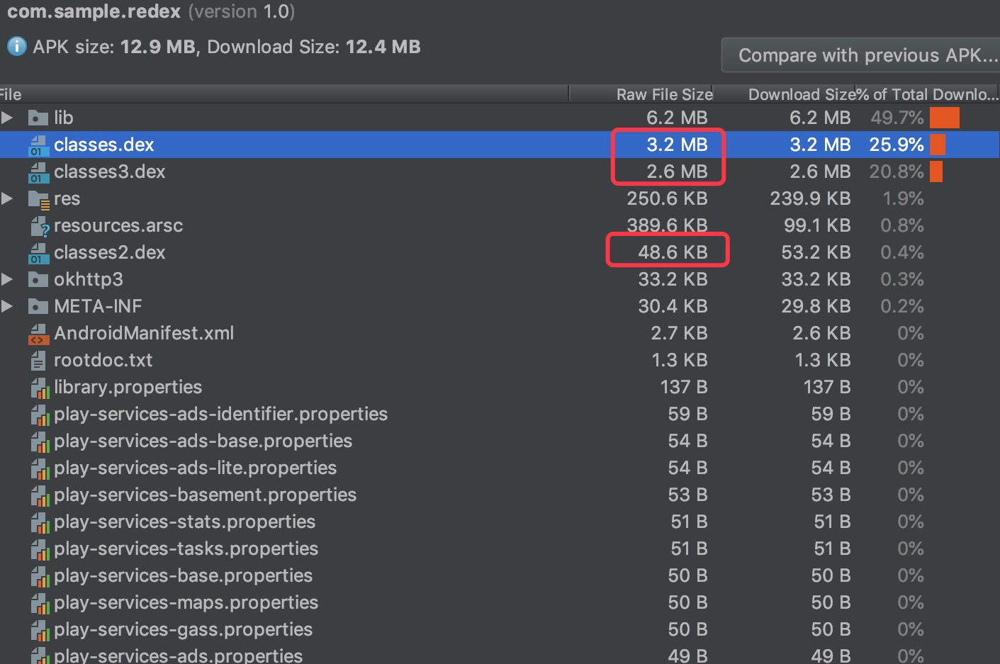 com.sample.redex (version 1.0)
APK size: 12.9 MB, Download Size: 12.4 MB
Compare with previous APK...
File Raw File Size Download Size % of Total Downlo...
lib 6.2 MB 6.2 MB 49.7%
classes.dex 3.2 MB 3.2 MB 25.9%
classes3.dex 2.6 MB 2.6 MB 20.8%
res 250.6 KB 239.9 KB 1.9%
resources.arsc 389.6 KB 99.1 KB 0.8%
classes2.dex 48.6 KB 53.2 KB 0.4%
okhttp3 33.2 KB 33.2 KB 0.3%
META-INF 30.4 KB 29.8 KB 0.2%
AndroidManifest.xml 2.7 KB 2.6 KB 0%
rootdoc.txt 1.3 KB 1.3 KB 0%
library.properties 137 B 137 B 0%
play-services-ads-identifier.properties 59 B 59 B 0%
play-services-ads-base.properties 54 B 54 B 0%
play-services-ads-lite.properties 54 B 54 B 0%
play-services-basement.properties 53 B 53 B 0%
play-services-stats.properties 51 B 51 B 0%
play-services-tasks.properties 51 B 51 B 0%
play-services-base.properties 50 B 50 B 0%
play-services-maps.properties 50 B 50 B 0%
play-services-gass.properties 50 B 50 B 0%
play-services-ads.properties 49 B 49 B 0%